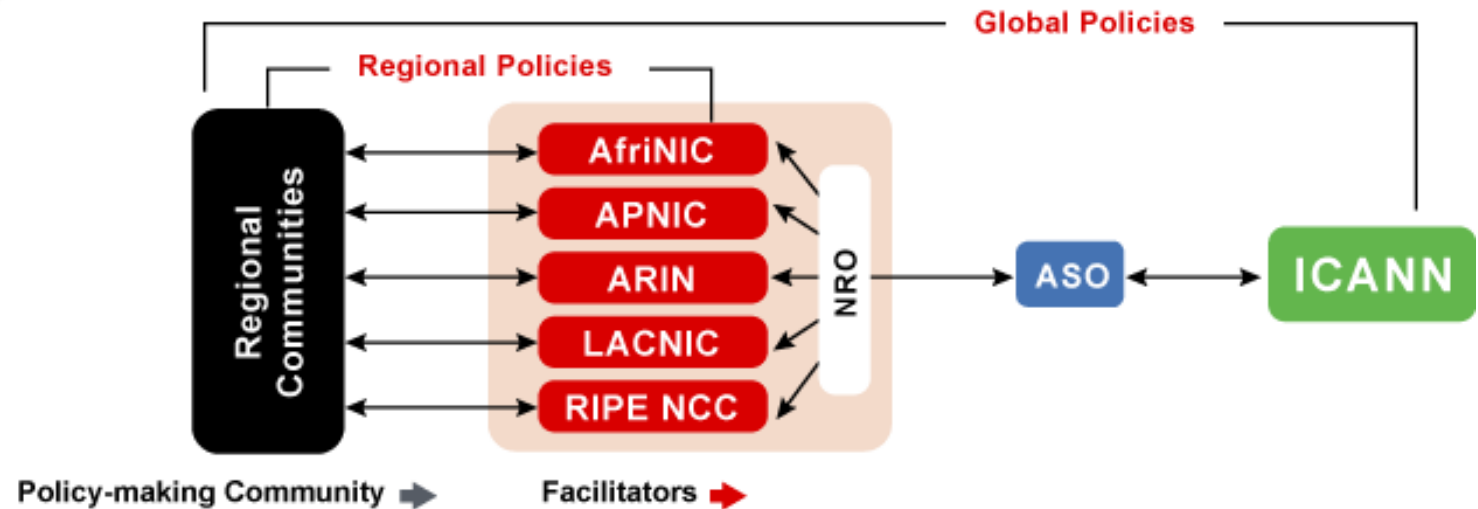 Global Policies
Regional Policies
Regional
Communities
AfriNIC
APNIC
ARIN
LACNIC
RIPE NCC
NRO
ASO
ICANN
Policy-making Community
Facilitators